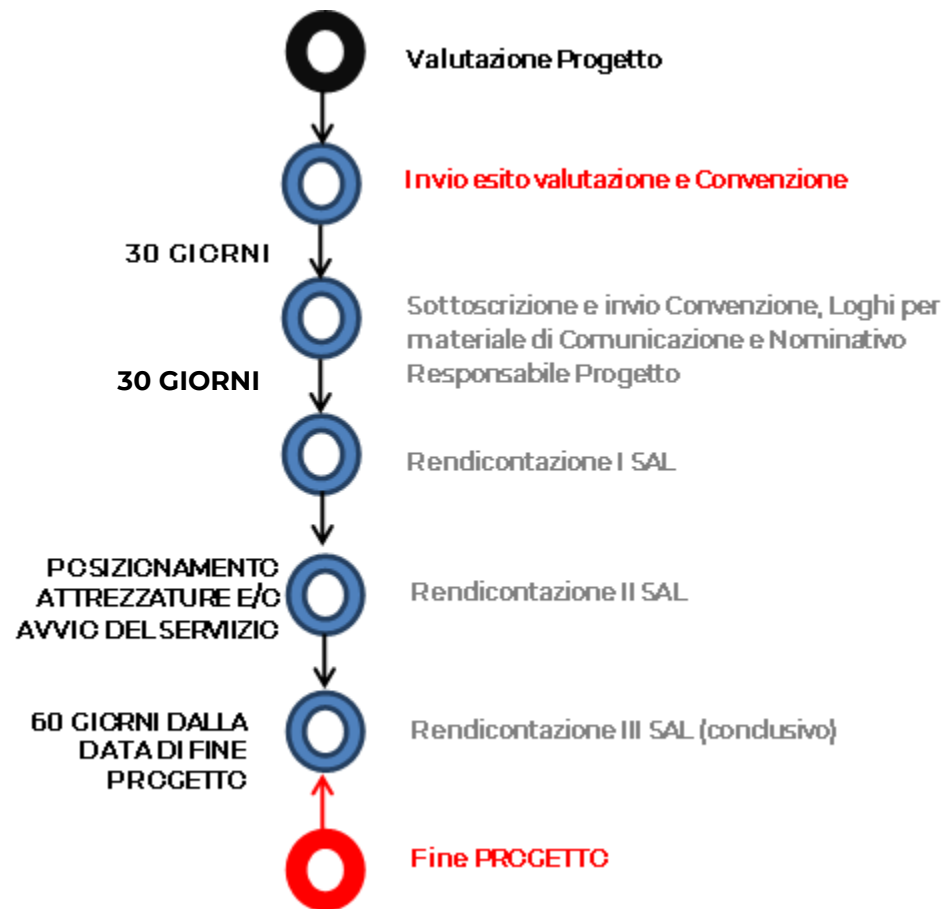 Valutazione Progetto
Invio esito valutazione e Convenzione
30 GIORNI
Sottoscrizione e invio Convenzione, Loghi per
materiale di Comunicazione e Nominativo
Responsabile Progetto
30 GIORNI
Rendicontazione I SAL
POSIZIONAMENTO
ATTREZZATURE E/O
AVVIO DEL SERVIIZIO
Rendicontazione II SAL
60 GIORNI DALLA
DATA DI FINE
PROGETTO
Rendicontazione III SAL (conclusivo)
Fine PROGETTO